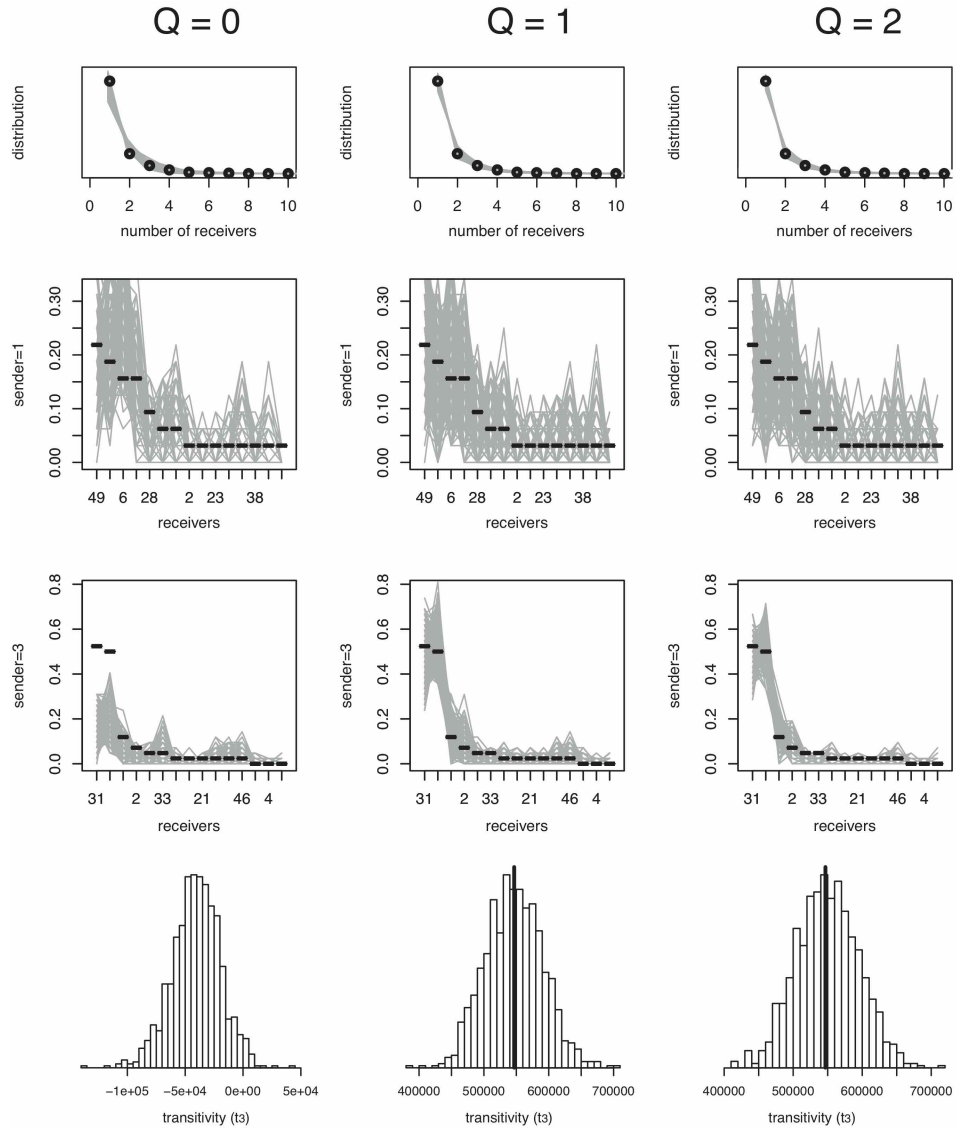 Q = 0 Q = 1 Q = 2
distribution distribution distribution
0 2 4 6 8 10 0 2 4 6 8 10 0 2 4 6 8 10
number of receivers number of receivers number of receivers
sender=1 sender=1 sender=1
0.30 0.30 0.30
0.20 0.20 0.20
0.10 0.10 0.10
0.00 0.00 0.00
49 6 28 2 23 38 49 6 28 2 23 38 49 6 28 2 23 38
receivers receivers receivers
sender=3 sender=3 sender=3
0.8 0.8 0.8
0.6 0.6 0.6
0.4 0.4 0.4
0.2 0.2 0.2
0.0 0.0 0.0
31 2 33 21 46 4 31 2 33 21 46 4 31 2 33 21 46 4
receivers receivers receivers
−1e+05 −5e+04 0e+00 5e+04 400000 500000 600000 700000 400000 500000 600000 700000
transitivity (t3) transitivity (t3) transitivity (t3)